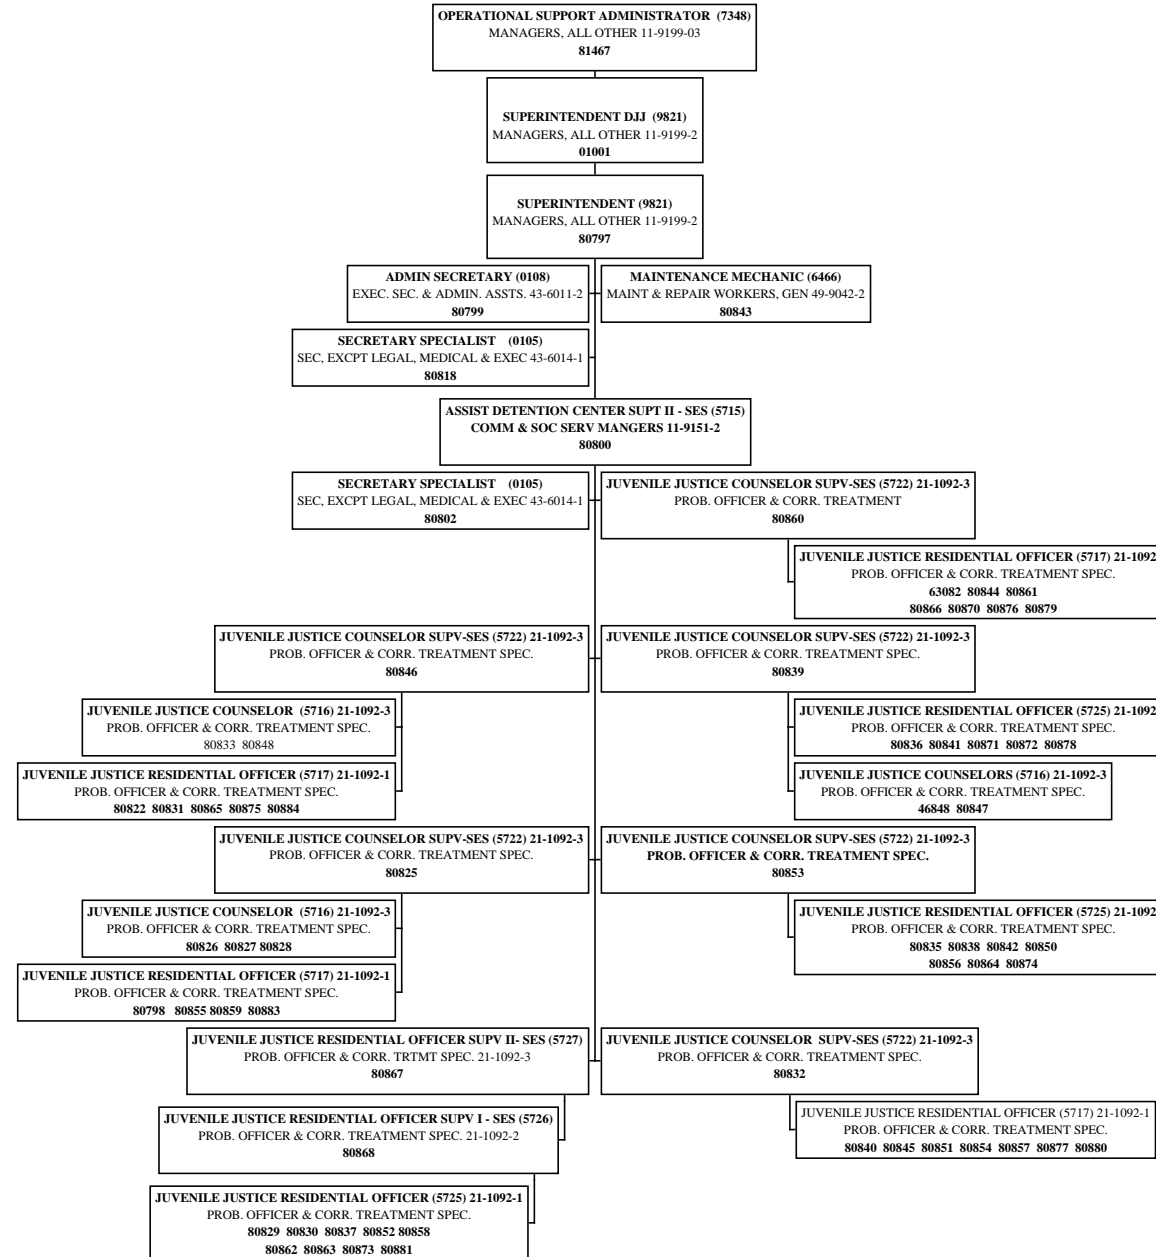 OPERATIONAL SUPPORT ADMINISTRATOR (7348)
MANAGERS, ALL OTHER 11-9199-03
81467
SUPERINTENDENT DJJ (9821)
MANAGERS, ALL OTHER 11-9199-2
01001
SUPERINTENDENT (9821)
MANAGERS, ALL OTHER 11-9199-2
80797
ADMIN SECRETARY (0108)
EXEC. SEC. & ADMIN. ASSTS. 43-6011-2
80799
MAINTENANCE MECHANIC (6466)
MAINT & REPAIR WORKERS, GEN 49-9042-2
80843
SECRETARY SPECIALIST (0105)
SEC, EXCPT LEGAL, MEDICAL & EXEC 43-6014-1
80818
ASSIST DETENTION CENTER SUPT II - SES (5715)
COMM & SOC SERV MANGERS 11-9151-2
80800
SECRETARY SPECIALIST (0105)
SEC, EXCPT LEGAL, MEDICAL & EXEC 43-6014-1
80802
JUVENILE JUSTICE COUNSELOR SUPV-SES (5722) 21-1092-3
PROB. OFFICER & CORR. TREATMENT
80860
JUVENILE JUSTICE RESIDENTIAL OFFICER (5717) 21-1092
PROB. OFFICER & CORR. TREATMENT SPEC.
63082 80844 80861
80866 80870 80876 80879
JUVENILE JUSTICE COUNSELOR SUPV-SES (5722) 21-1092-3
PROB. OFFICER & CORR. TREATMENT SPEC.
80846
JUVENILE JUSTICE COUNSELOR SUPV-SES (5722) 21-1092-3
PROB. OFFICER & CORR. TREATMENT SPEC.
80839
JUVENILE JUSTICE COUNSELOR (5716) 21-1092-3
PROB. OFFICER & CORR. TREATMENT SPEC.
80833 80848
JUVENILE JUSTICE RESIDENTIAL OFFICER (5725) 21-1092
PROB. OFFICER & CORR. TREATMENT SPEC.
80836 80841 80871 80872 80878
JUVENILE JUSTICE RESIDENTIAL OFFICER (5717) 21-1092-1
PROB. OFFICER & CORR. TREATMENT SPEC.
80822 80831 80865 80875 80884
JUVENILE JUSTICE COUNSELORS (5716) 21-1092-3
PROB. OFFICER & CORR. TREATMENT SPEC.
46848 80847
JUVENILE JUSTICE COUNSELOR SUPV-SES (5722) 21-1092-3
PROB. OFFICER & CORR. TREATMENT SPEC.
80825
JUVENILE JUSTICE COUNSELOR SUPV-SES (5722) 21-1092-3
PROB. OFFICER & CORR. TREATMENT SPEC.
80853
JUVENILE JUSTICE COUNSELOR (5716) 21-1092-3
PROB. OFFICER & CORR. TREATMENT SPEC.
80826 80827 80828
JUVENILE JUSTICE RESIDENTIAL OFFICER (5725) 21-1092
PROB. OFFICER & CORR. TREATMENT SPEC.
80835 80838 80842 80850
80856 80864 80874
JUVENILE JUSTICE RESIDENTIAL OFFICER (5717) 21-1092-1
PROB. OFFICER & CORR. TREATMENT SPEC.
80798 80855 80859 80883
JUVENILE JUSTICE RESIDENTIAL OFFICER SUPV II- SES (5727)
PROB. OFFICER & CORR. TRTMT SPEC. 21-1092-3
80867
JUVENILE JUSTICE COUNSELOR SUPV-SES (5722) 21-1092-3
PROB. OFFICER & CORR. TREATMENT SPEC.
80832
JUVENILE JUSTICE RESIDENTIAL OFFICER SUPV I - SES (5726)
PROB. OFFICER & CORR. TREATMENT SPEC. 21-1092-2
80868
JUVENILE JUSTICE RESIDENTIAL OFFICER (5717) 21-1092-1
PROB. OFFICER & CORR. TREATMENT SPEC.
80840 80845 80851 80854 80857 80877 80880
JUVENILE JUSTICE RESIDENTIAL OFFICER (5725) 21-1092-1
PROB. OFFICER & CORR. TREATMENT SPEC.
80829 80830 80837 80852 80858
80862 80863 80873 80881